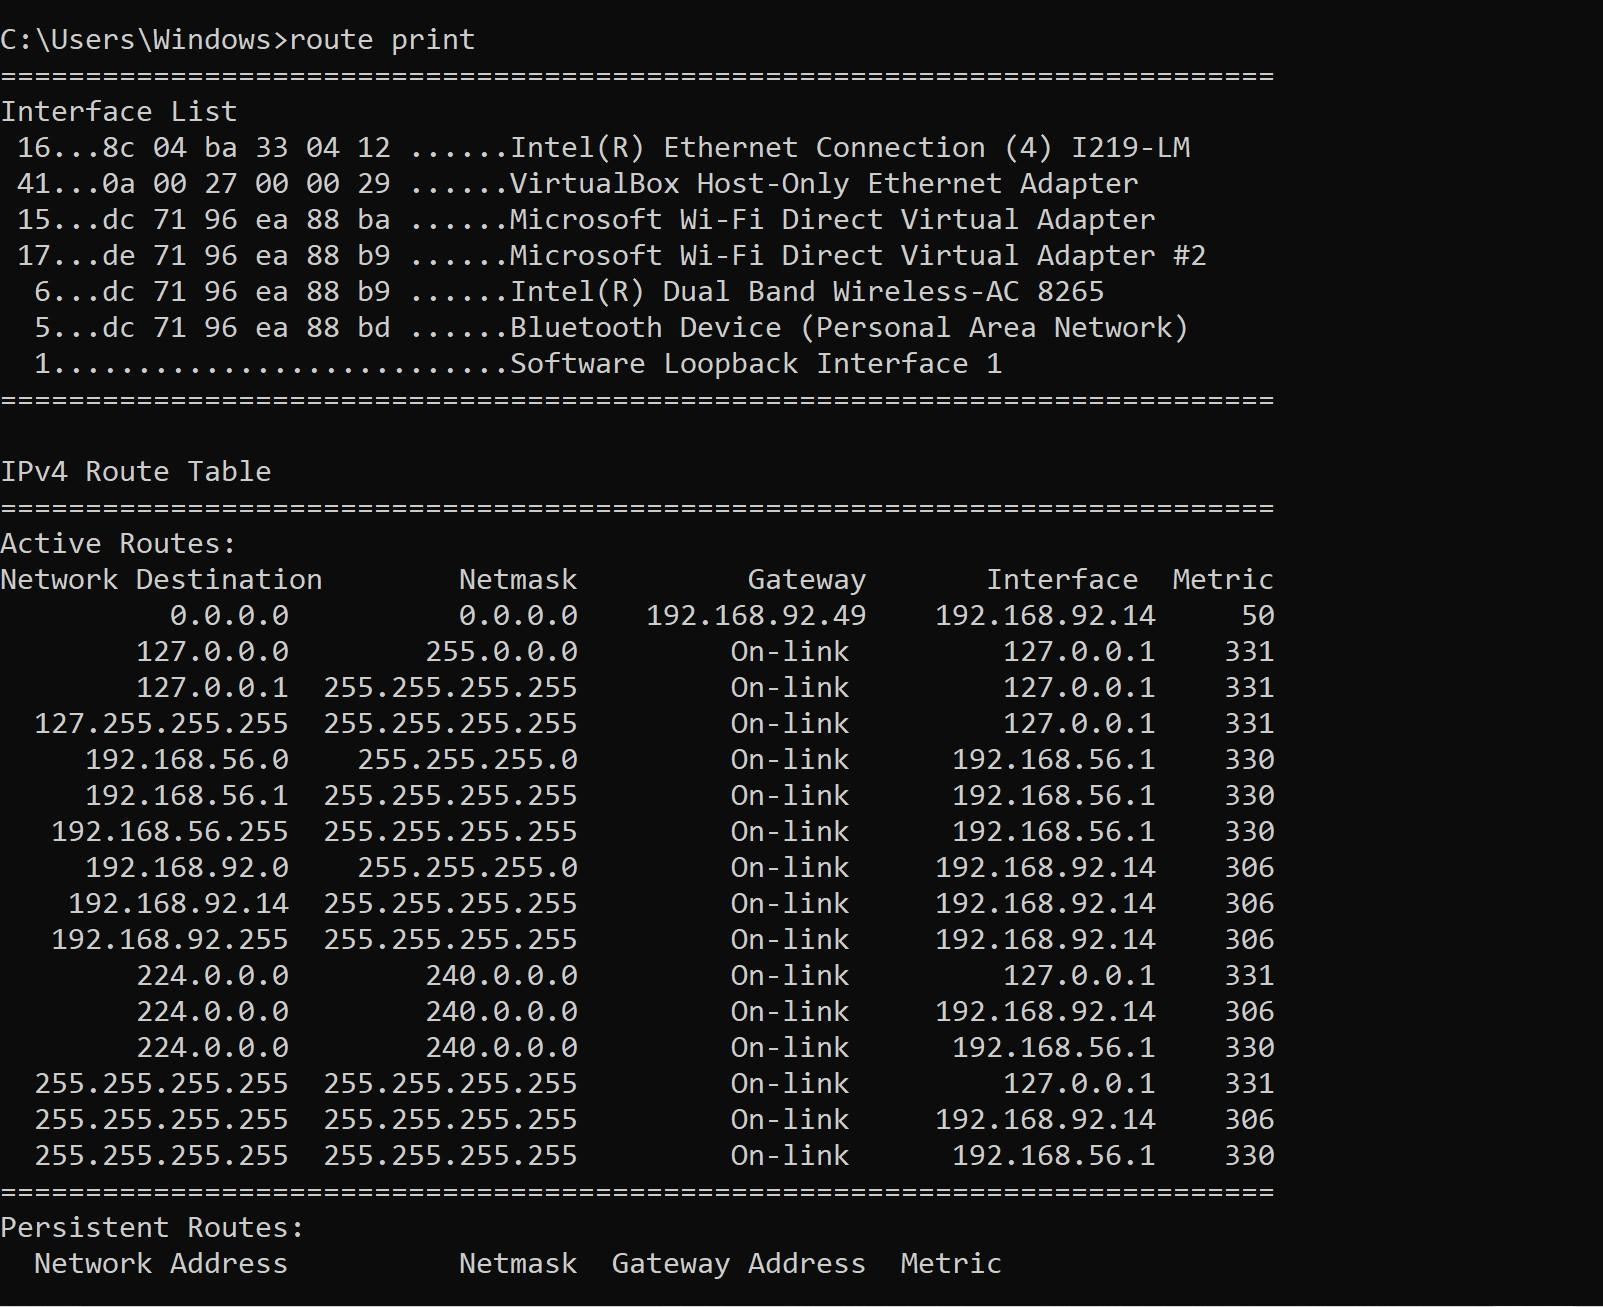 C:\Users\Windows>route print
===========================================================================
Interface List
 16...8c 04 ba 33 04 12 ......Intel(R) Ethernet Connection (4) I219-LM
 41...0a 00 27 00 00 29 ......VirtualBox Host-Only Ethernet Adapter
 15...dc 71 96 ea 88 ba ......Microsoft Wi-Fi Direct Virtual Adapter
 17...de 71 96 ea 88 b9 ......Microsoft Wi-Fi Direct Virtual Adapter #2
  6...dc 71 96 ea 88 b9 ......Intel(R) Dual Band Wireless-AC 8265
  5...dc 71 96 ea 88 bd ......Bluetooth Device (Personal Area Network)
  1...........................Software Loopback Interface 1
===========================================================================

IPv4 Route Table
===========================================================================
Active Routes:
Network Destination        Netmask          Gateway       Interface  Metric
          0.0.0.0          0.0.0.0    192.168.92.49    192.168.92.14     50
        127.0.0.0        255.0.0.0         On-link         127.0.0.1    331
        127.0.0.1  255.255.255.255         On-link         127.0.0.1    331
  127.255.255.255  255.255.255.255         On-link         127.0.0.1    331
     192.168.56.0    255.255.255.0         On-link      192.168.56.1    330
     192.168.56.1  255.255.255.255         On-link      192.168.56.1    330
   192.168.56.255  255.255.255.255         On-link      192.168.56.1    330
     192.168.92.0    255.255.255.0         On-link     192.168.92.14    306
    192.168.92.14  255.255.255.255         On-link     192.168.92.14    306
   192.168.92.255  255.255.255.255         On-link     192.168.92.14    306
        224.0.0.0        240.0.0.0         On-link         127.0.0.1    331
        224.0.0.0        240.0.0.0         On-link     192.168.92.14    306
        224.0.0.0        240.0.0.0         On-link      192.168.56.1    330
  255.255.255.255  255.255.255.255         On-link         127.0.0.1    331
  255.255.255.255  255.255.255.255         On-link     192.168.92.14    306
  255.255.255.255  255.255.255.255         On-link      192.168.56.1    330
===========================================================================
Persistent Routes:
  Network Address          Netmask  Gateway Address  Metric